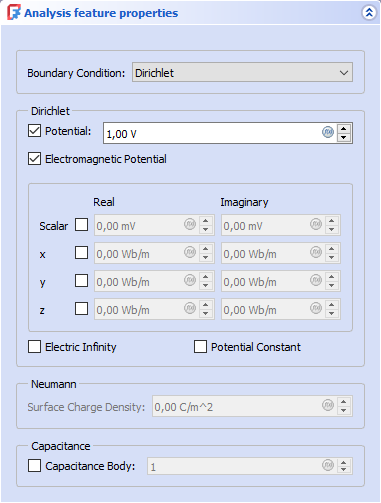 Analysis feature properties
Boundary Condition: Dirichlet
Dirichlet
Potential: 1,00 V
Electromagnetic Potential
Real Imaginary
Scalar 0,00 mV 0,00 mV
x 0,00 Wb/m 0,00 Wb/m
y 0,00 Wb/m 0,00 Wb/m
z 0,00 Wb/m 0,00 Wb/m
Electric Infinity Potential Constant
Neumann
Surface Charge Density: 0,00 C/m^2
Capacitance
Capacitance Body: 1